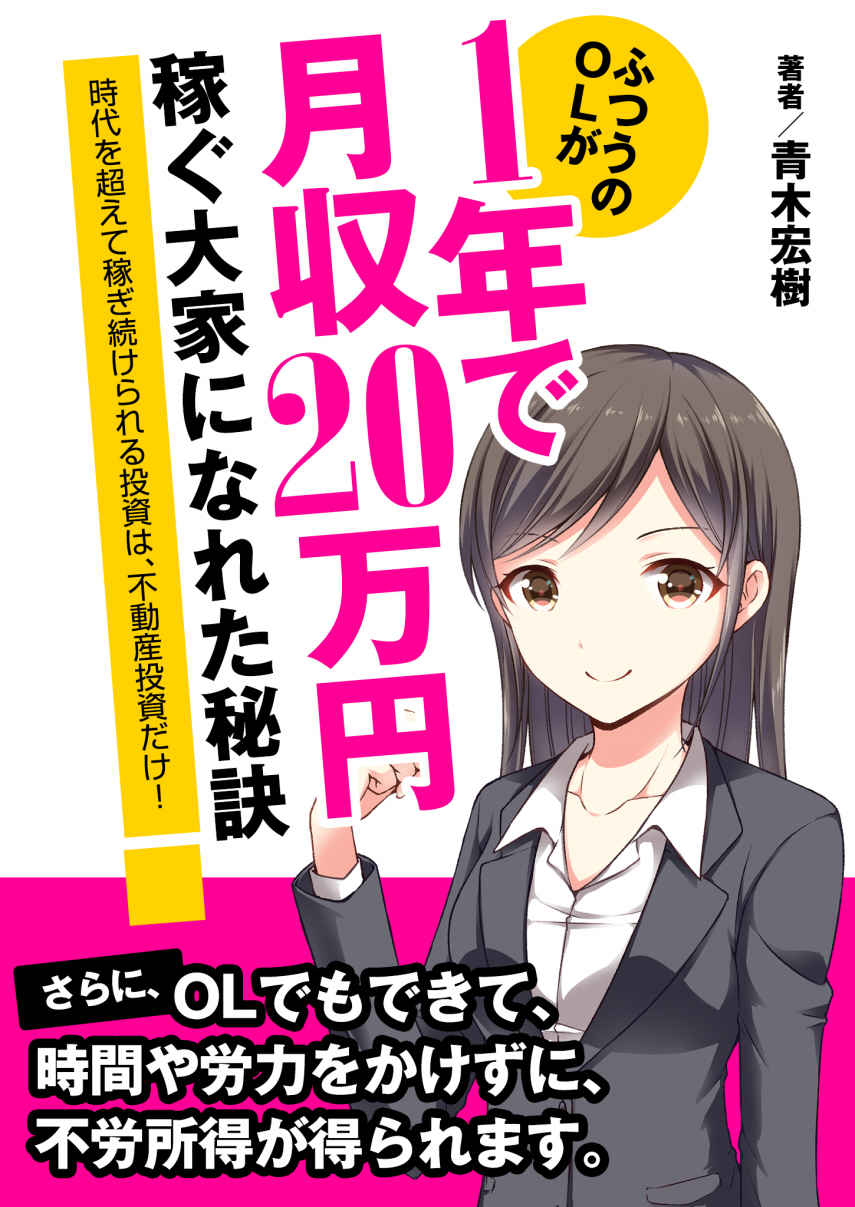 著者／青木宏樹
ふつうの
OLが
1年で
月収20万円
稼ぐ大家になれた秘訣
時代を超えて稼ぎ続けられる投資は、不動産投資だけ！
さらに、OLでもできて、
時間や労力をかけずに、
不労所得が得られます。